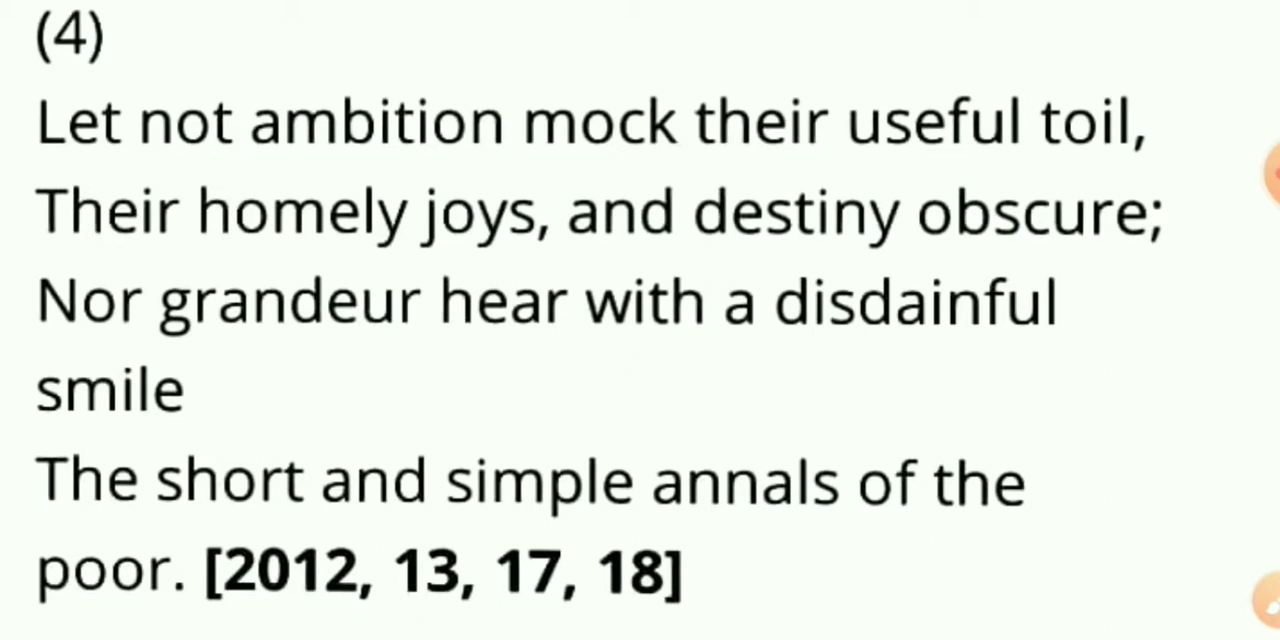 (4)
Let not ambition mock their useful toil,
Their homely joys, and destiny obscure;
Nor grandeur hear with a disdainful
smile
The short and simple annals of the
poor. [2012, 13, 17, 18]